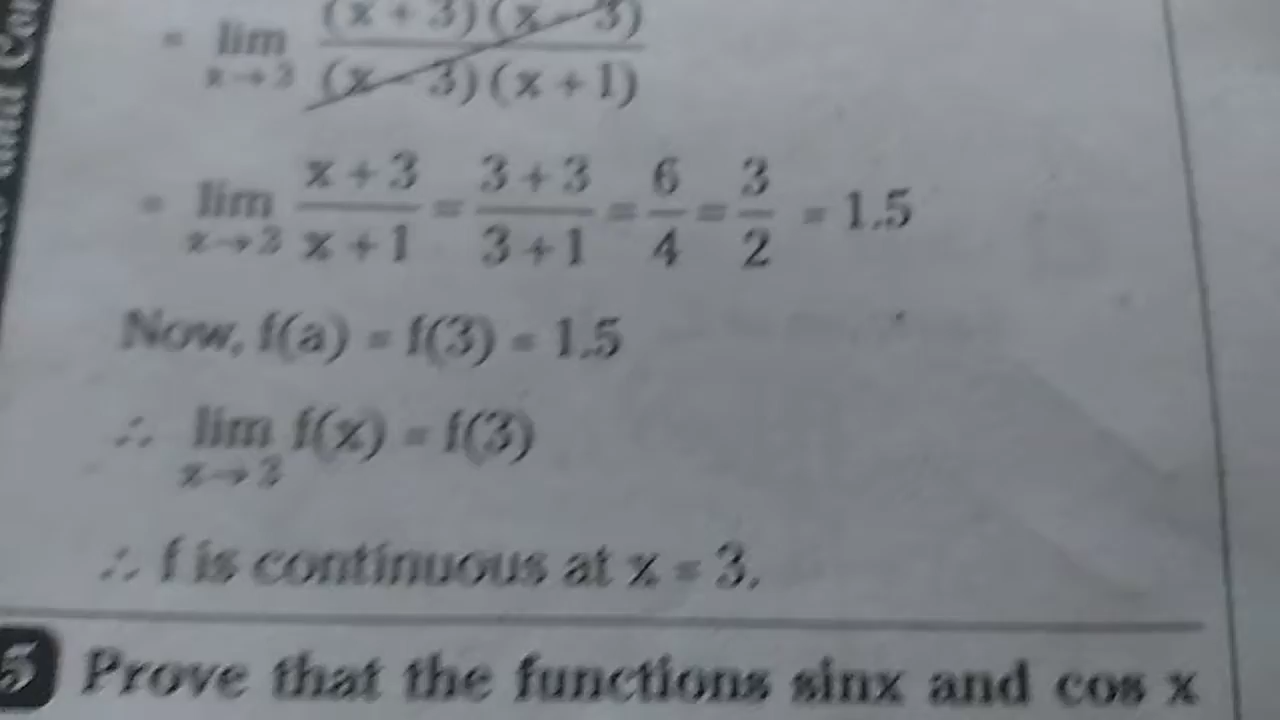 = lim x→3 (x + 3)(x - 3) / (x - 3)(x + 1)
= lim x→3 x + 3 / x + 1 = 3 + 3 / 3 + 1 = 6 / 4 = 3 / 2 = 1.5
Now, f(a) = f(3) = 1.5
∴ lim x→3 f(x) = f(3)
∴ f is continuous at x = 3.
5 Prove that the functions sinx and cos x